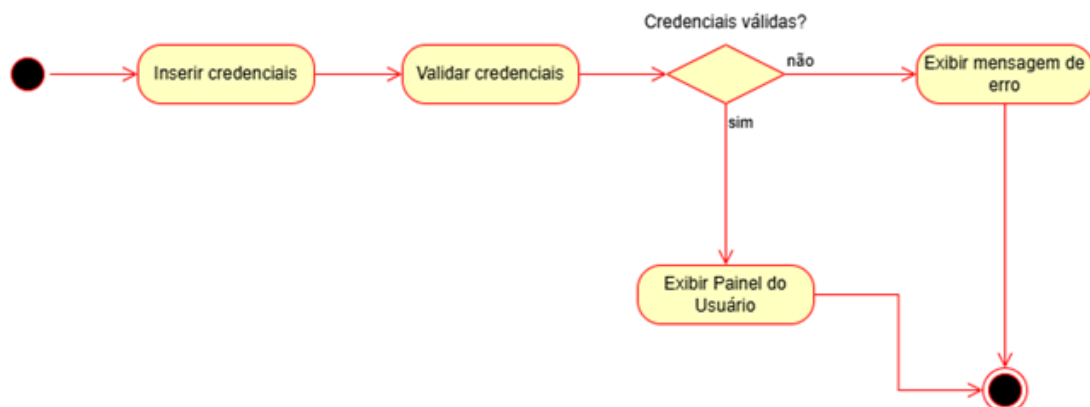 Credenciais válidas?
Inserir credenciais
Validar credenciais
não
Exibir mensagem de
erro
sim
Exibir Painel do
Usuário